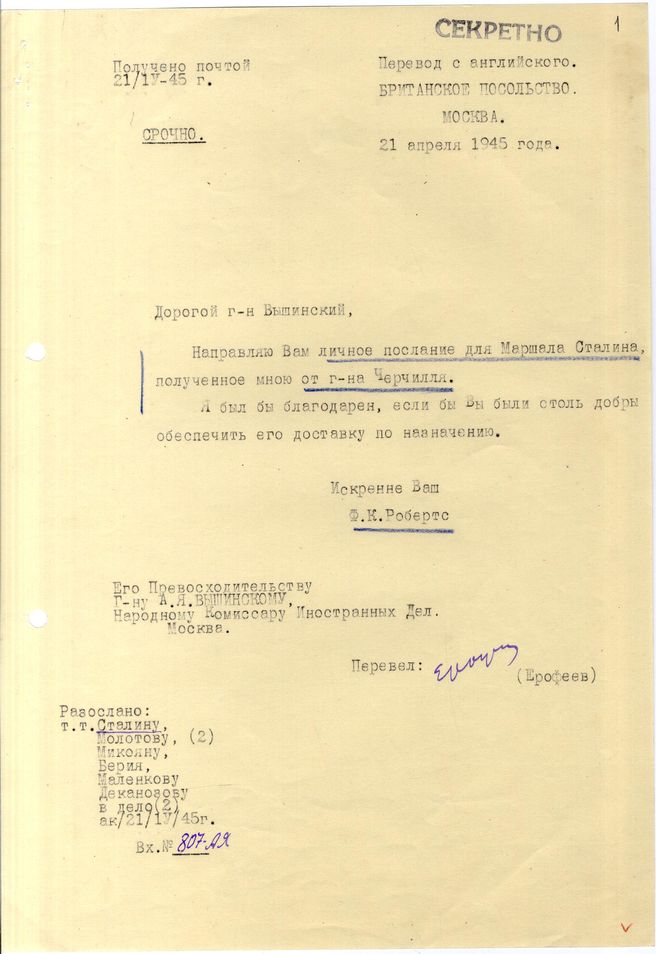 СЕКРЕТНО
1
Получено почтой
21/1У-45 г.
СРОЧНО.
Перевод с английского.
БРИТАНСКОЕ ПОСОЛЬСТВО.
МОСКВА.
21 апреля 1945 года.
Дорогой г-н Вышинский,
Направляю Вам личное послание для Маршала Сталина,
полученное мною от г-на Черчилля.
Я был бы благодарен, если бы Вы были столь добры
обеспечить его доставку по назначению.
Искренне Ваш
Ф.К.Робертс
Его Превосходительству
Г-ну А.Я.ВЫШИНСКОМУ,
Народному Комиссару Иностранных Дел.
Москва.
Перевел:
(Ерофеев)
Разослано:
т.т.Сталину,
Молотову, (2)
Микояну,
Берия,
Маленкову
Деканозову
в дело(2)
ак/21/1У/45г.
Вх.№ 807-АЯ